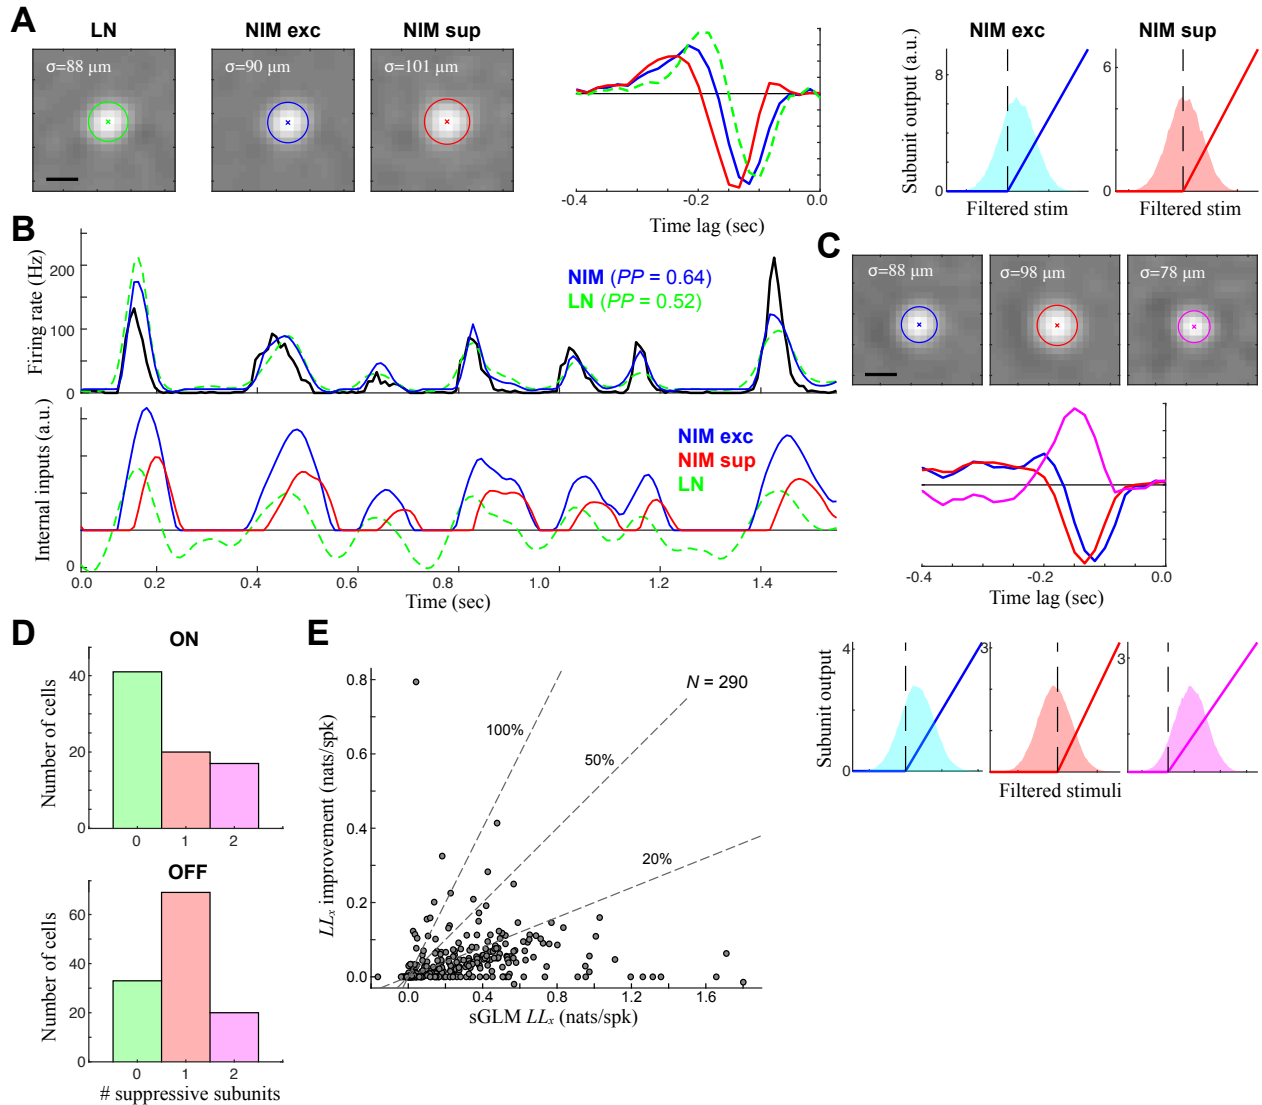 A
LN
NIM exc
NIM sup
σ=88 μm
σ=90 μm
σ=101 μm
-0.4
-0.2
0.0
Time lag (sec)
NIM exc
NIM sup
Subunit output (a.u.)
8
0
6
0
Filtered stim
Filtered stim
B
Firing rate (Hz)
200
100
0
NIM (PP = 0.64)
LN (PP = 0.52)
Internal inputs (a.u.)
0
NIM exc
NIM sup
LN
0.0
0.2
0.4
0.6
0.8
1.0
1.2
1.4
Time (sec)
C
σ=88 μm
σ=98 μm
σ=78 μm
-0.4
-0.2
0.0
Time lag (sec)
Subunit output
4
0
3
3
Filtered stimuli
D
ON
Number of cells
40
20
0
0
1
2
OFF
Number of cells
60
40
20
0
0
1
2
# suppressive subunits
E
LLx improvement (nats/spk)
0.8
0.6
0.4
0.2
0.0
100%
50%
20%
N = 290
0.0
0.4
0.8
1.2
1.6
sGLM LLx (nats/spk)